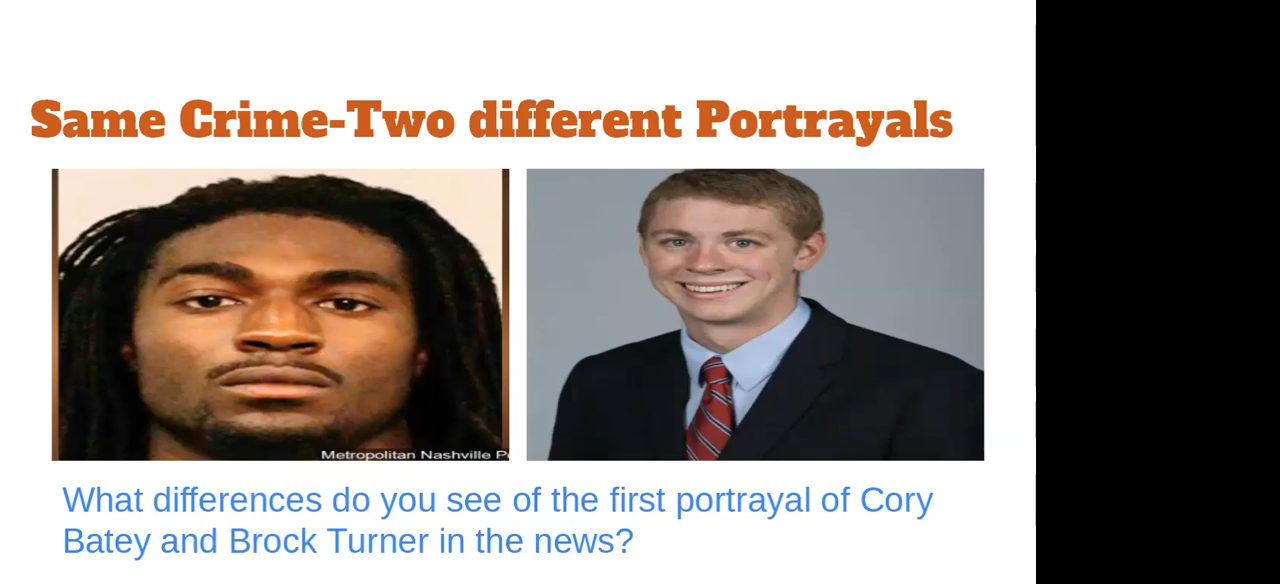 Same Crime-Two different Portrayals
Metropolitan Nashville
What differences do you see of the first portrayal of Cory
Batey and Brock Turner in the news?